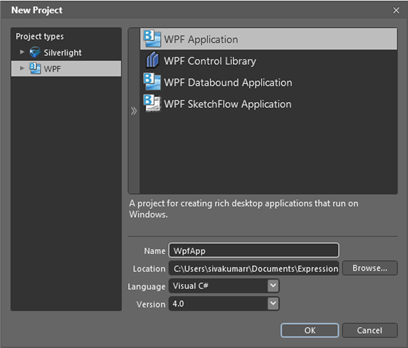 New Project
Project types
Silverlight
WPF
WPF Application
WPF Control Library
WPF Databound Application
WPF SketchFlow Application
A project for creating rich desktop applications that run on
Windows.
Name WpfApp
Location C:\Users\sivakumarr\Documents\Expression Browse...
Language Visual C#
Version 4.0
OK Cancel